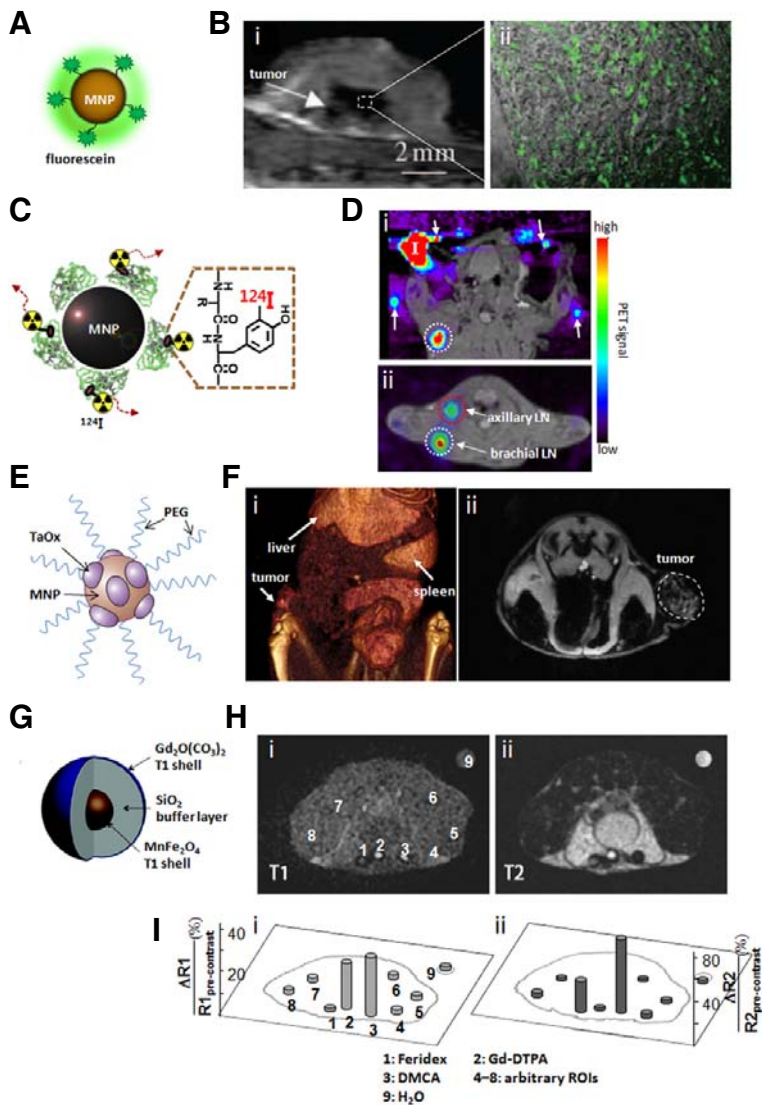 A
MNP
fluorescein
B
i
tumor
2 mm
ii
C
MNP
124I
H
N
R
C
O
HN
C
O
124I
OH
D
i
I
ii
axillary LN
brachial LN
high
PET signal
low
E
PEG
TaOx
MNP
F
i
liver
tumor
spleen
ii
tumor
G
Gd2O(CO3)2
T1 shell
SiO2
buffer layer
MnFe2O4
T1 shell
H
i
9
7
6
8
5
1 2 3 4
T1
ii
T2
I
i
ΔR1
R1pre-contrast
(%)
40
20
8
7
1
2
3
4
5
6
9
ii
80
40
ΔR2
R2pre-contrast
(%)
1: Feridex 2: Gd-DTPA
3: DMCA 4–8: arbitrary ROIs
9: H2O